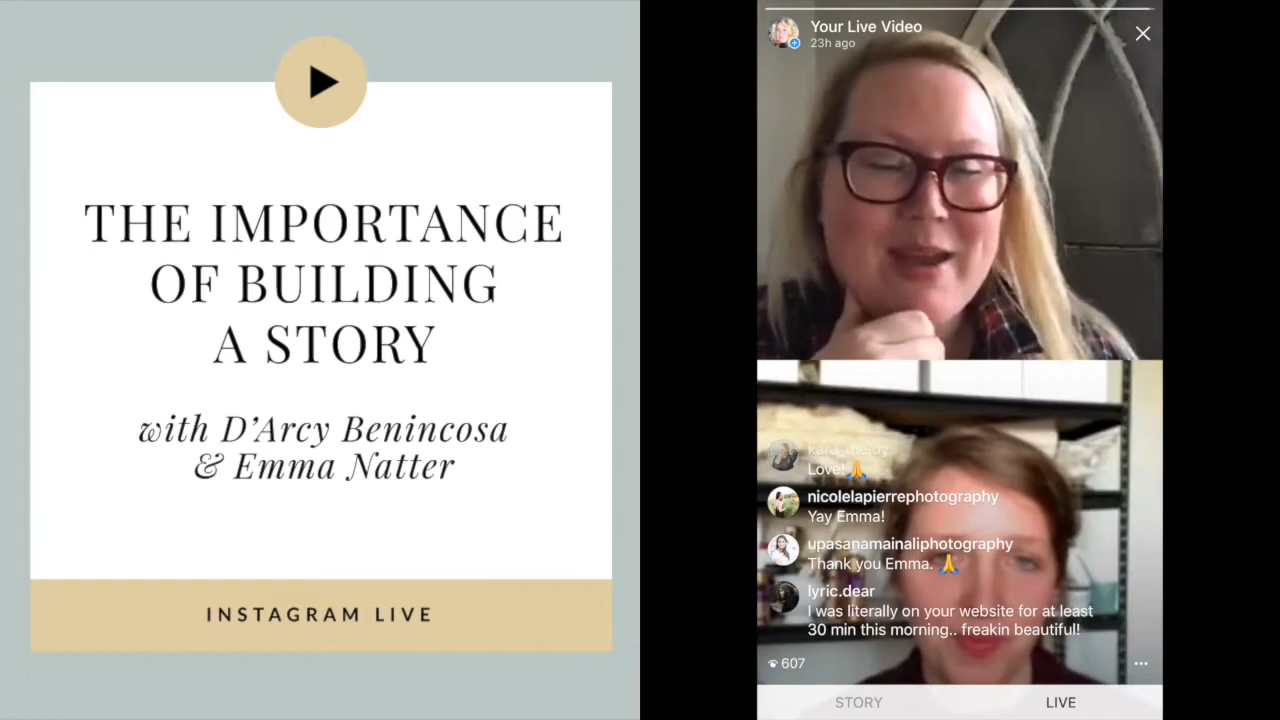 THE IMPORTANCE
OF BUILDING
A STORY
with D'Arcy Benincosa
& Emma Natter
INSTAGRAM LIVE
Your Live Video
23h ago
Love! 🙏
nicolelapierrephotography
Yay Emma!
upasanamainaliphotography
Thank you Emma. 🙏
lyric.dear
I was literally on your website for at least
30 min this morning.. freakin beautiful!
607
STORY
LIVE